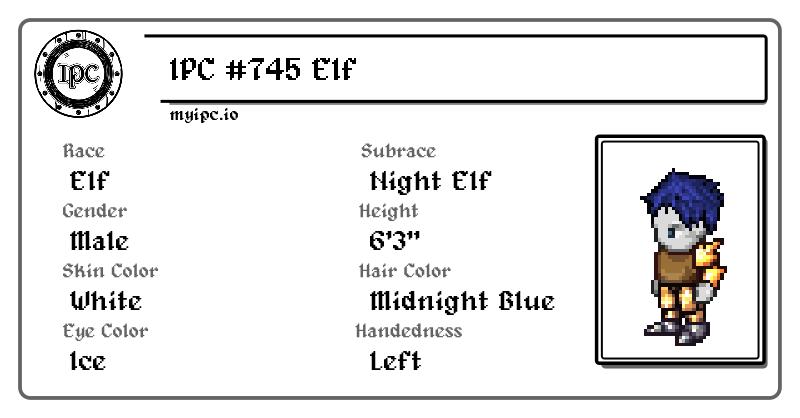 IPC
IPC #745 Elf
myipc.io
Race
Elf
Subrace
Night Elf
Gender
Male
Height
6'3"
Skin Color
White
Hair Color
Midnight Blue
Eye Color
Ice
Handedness
Left